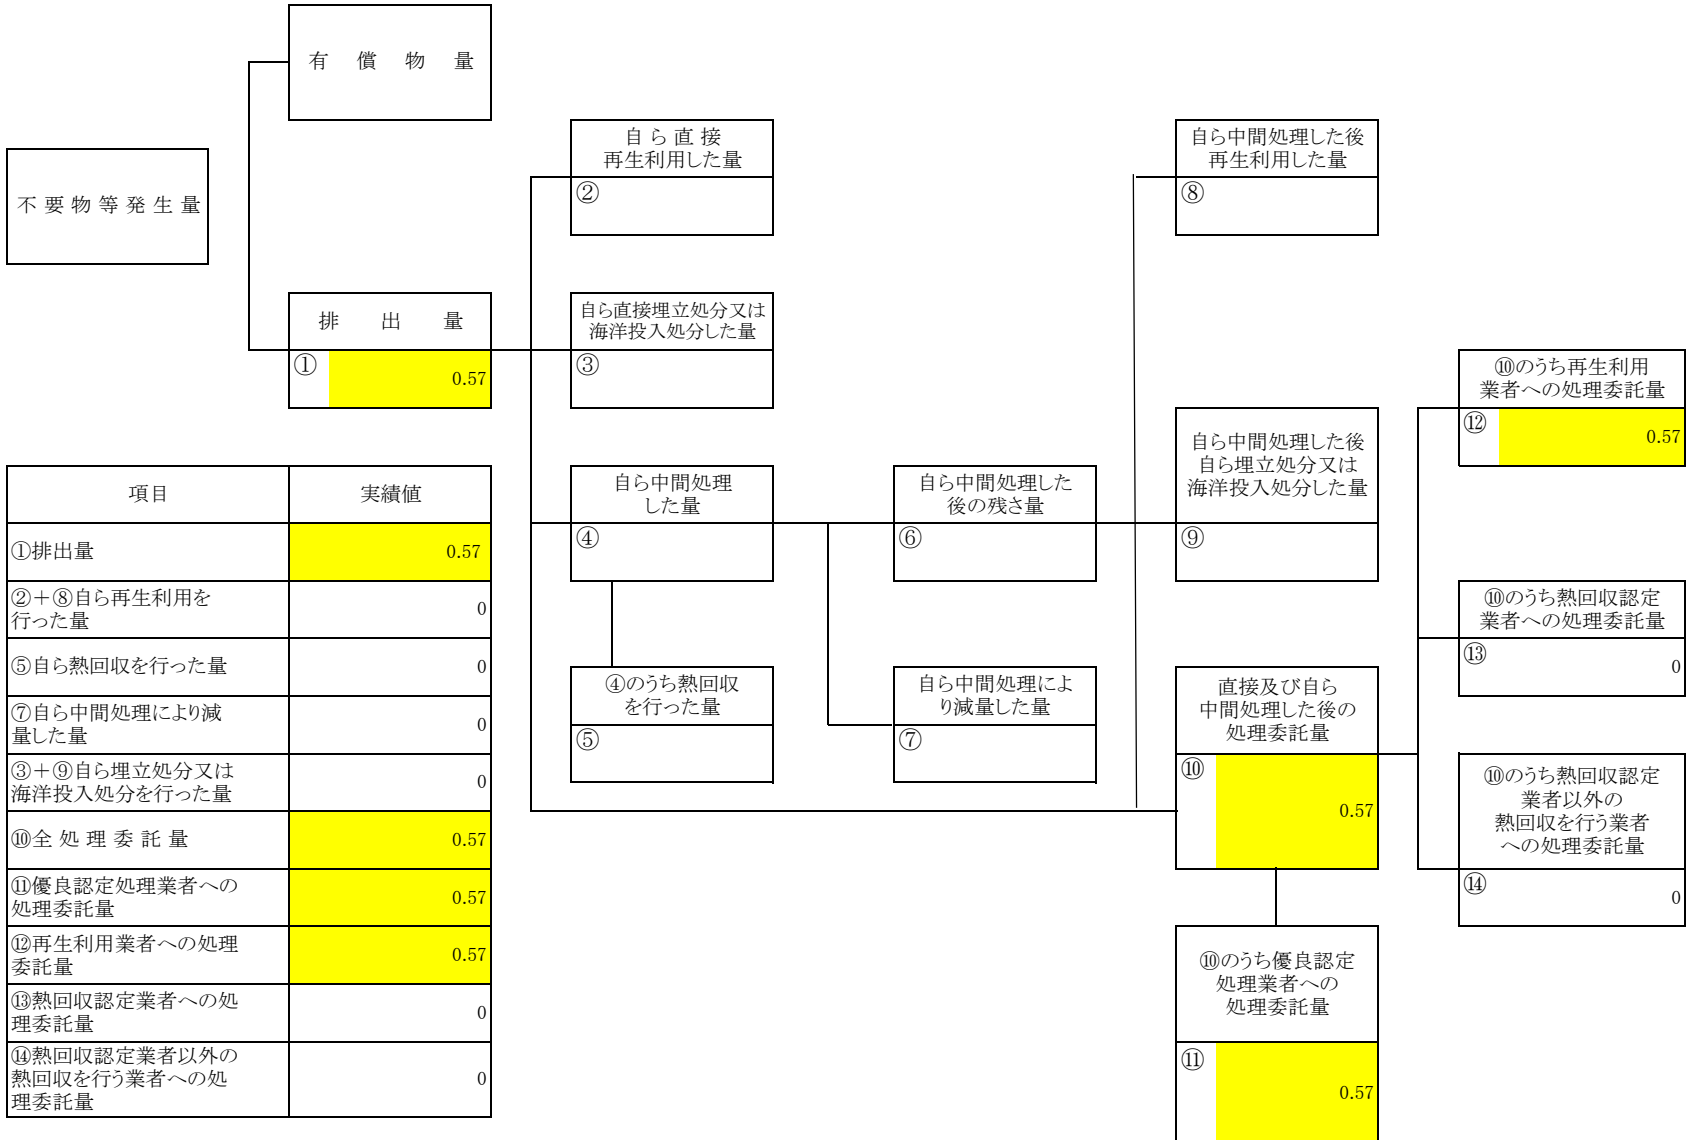 有償物量
不要物等発生量
排出量
①
0.57
自ら直接
再生利用した量
②
自ら直接埋立処分又は
海洋投入処分した量
③
自ら中間処理
した量
④
④のうち熱回収
を行った量
⑤
自ら中間処理した
後の残さ量
⑥
自ら中間処理によ
り減量した量
⑦
自ら中間処理した後
再生利用した量
⑧
自ら中間処理した後
自ら埋立処分又は
海洋投入処分した量
⑨
直接及び自ら
中間処理した後の
処理委託量
⑩
0.57
⑩のうち優良認定
処理業者への
処理委託量
⑪
0.57
⑩のうち再生利用
業者への処理委託量
⑫
0.57
⑩のうち熱回収認定
業者への処理委託量
⑬
0
⑩のうち熱回収認定
業者以外の
熱回収を行う業者
への処理委託量
⑭
0
項目 実績値
①排出量 0.57
②＋⑧自ら再生利用を
行った量 0
⑤自ら熱回収を行った量 0
⑦自ら中間処理により減
量した量 0
③＋⑨自ら埋立処分又は
海洋投入処分を行った量 0
⑩全処理委託量 0.57
⑪優良認定処理業者への
処理委託量 0.57
⑫再生利用業者への処理
委託量 0.57
⑬熱回収認定業者への処
理委託量 0
⑭熱回収認定業者以外の
熱回収を行う業者への処
理委託量 0